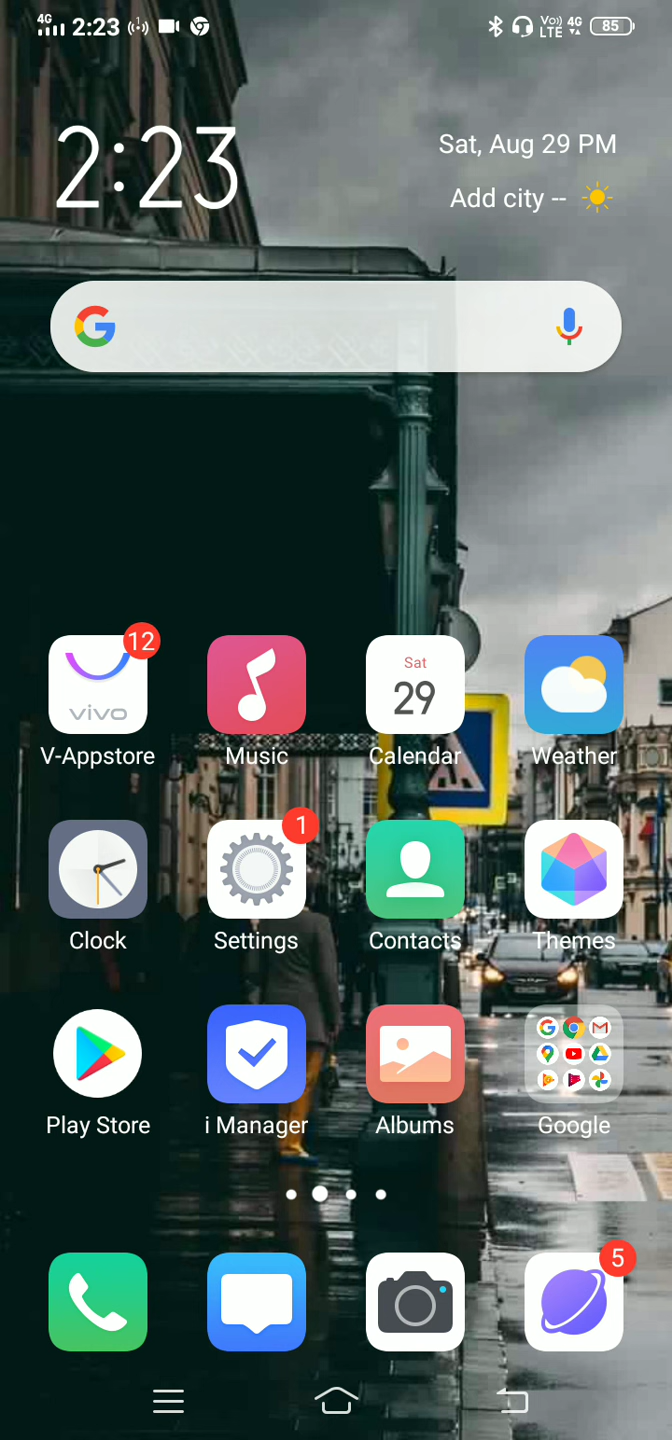 4G 2:23 1 Vo) LTE 4G 85
2:23
Sat, Aug 29 PM
Add city --
12
vivo
Sat
29
V-Appstore Music Calendar Weather
1
Clock Settings Contacts Themes
Play Store i Manager Albums Google
5